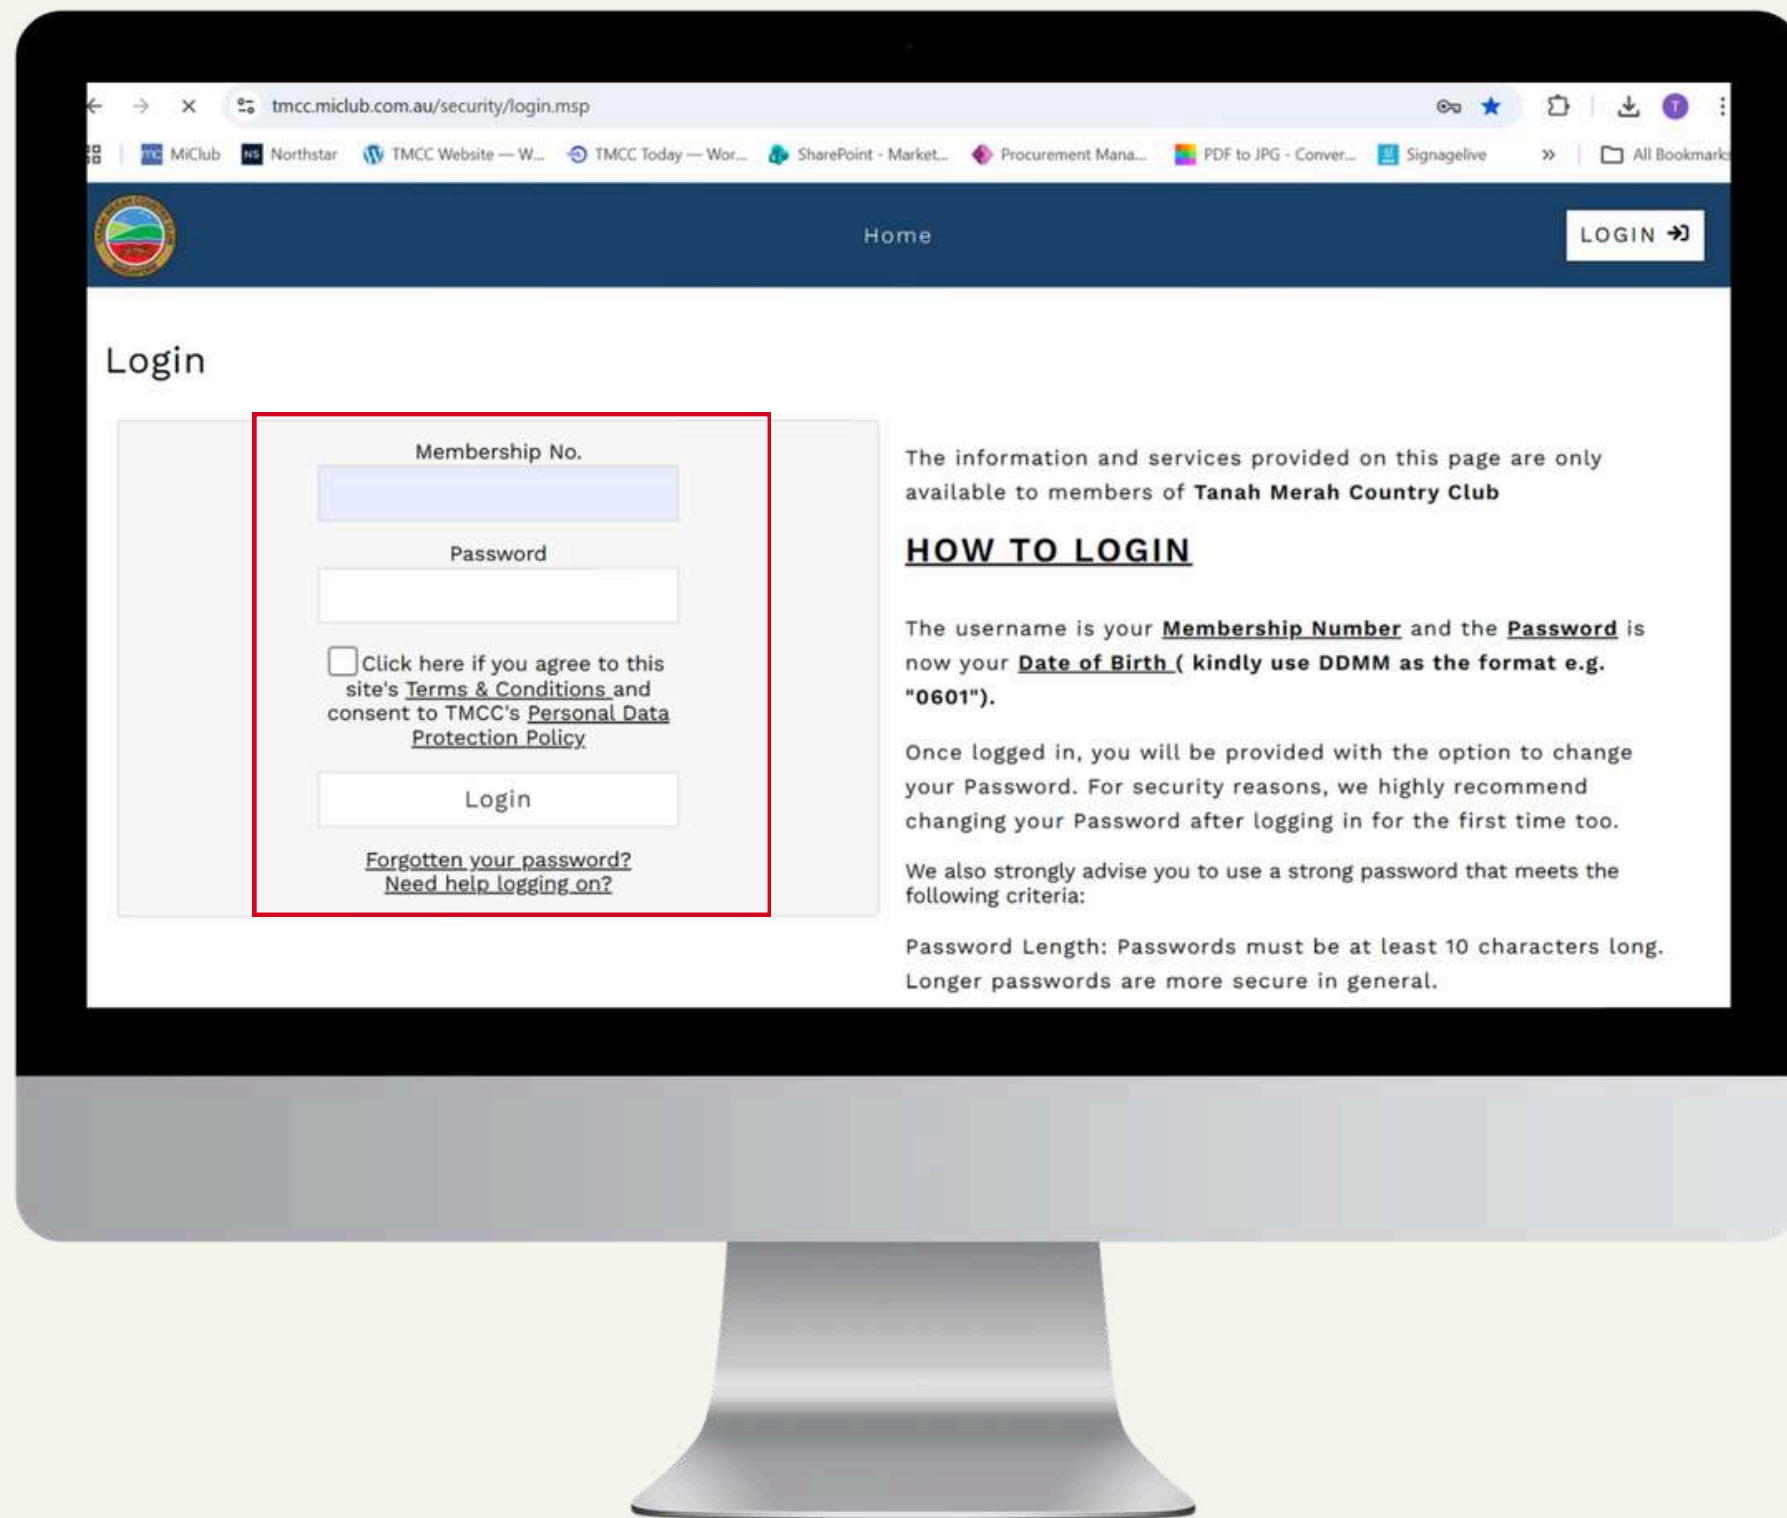 tmcc.miclub.com.au/security/login.msp
T
mc MiClub NS Northstar TMCC Website — W... TMCC Today — Wor... SharePoint - Market... Procurement Mana... PDF to JPG - Conver... Signagelive » All Bookmarks
Home
LOGIN
Login
Membership No.
Password
Click here if you agree to this
site's Terms & Conditions and
consent to TMCC's Personal Data
Protection Policy
Login
Forgotten your password?
Need help logging on?
The information and services provided on this page are only
available to members of Tanah Merah Country Club
HOW TO LOGIN
The username is your Membership Number and the Password is
now your Date of Birth ( kindly use DDMM as the format e.g.
"0601").
Once logged in, you will be provided with the option to change
your Password. For security reasons, we highly recommend
changing your Password after logging in for the first time too.
We also strongly advise you to use a strong password that meets the
following criteria:
Password Length: Passwords must be at least 10 characters long.
Longer passwords are more secure in general.